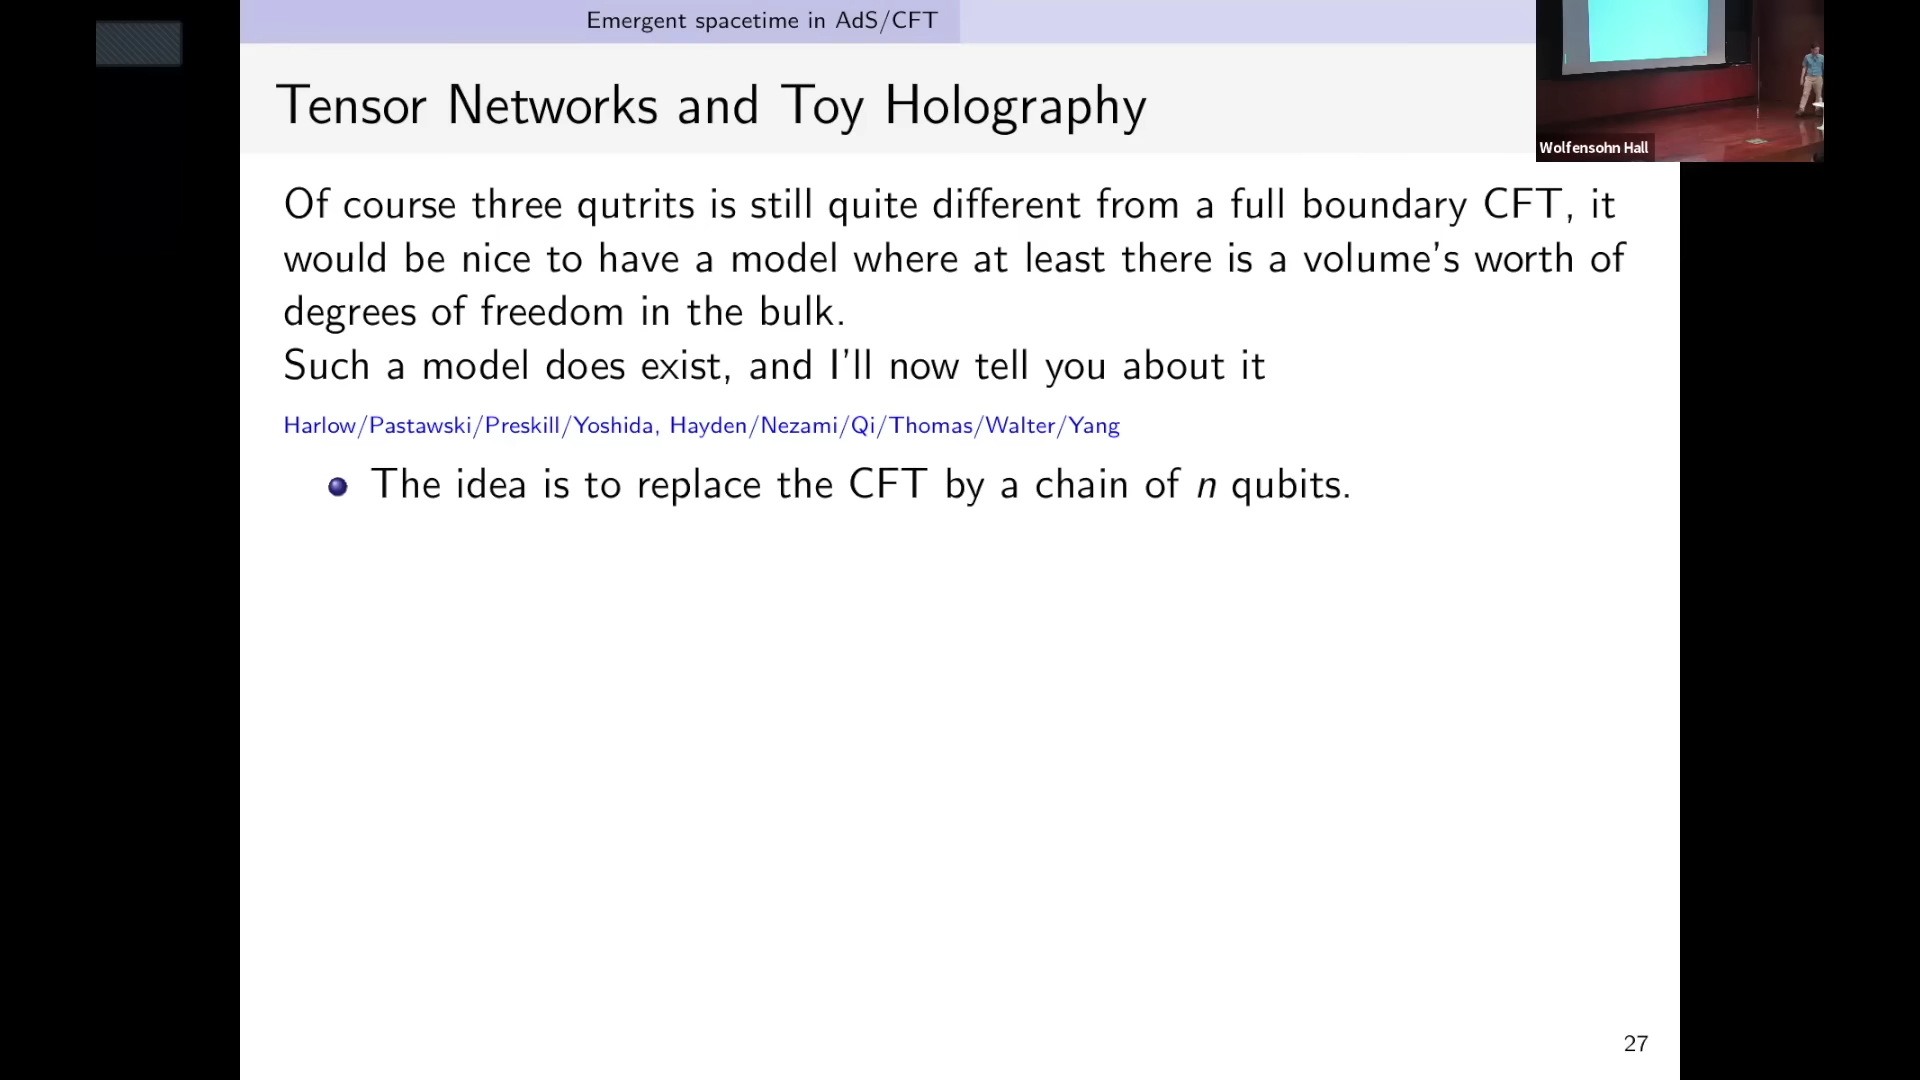 Emergent spacetime in AdS/CFT
Tensor Networks and Toy Holography
Wolfensohn Hall
Of course three qutrits is still quite different from a full boundary CFT, it
would be nice to have a model where at least there is a volume's worth of
degrees of freedom in the bulk.
Such a model does exist, and I'll now tell you about it
Harlow/Pastawski/Preskill/Yoshida, Hayden/Nezami/Qi/Thomas/Walter/Yang
The idea is to replace the CFT by a chain of n qubits.
27